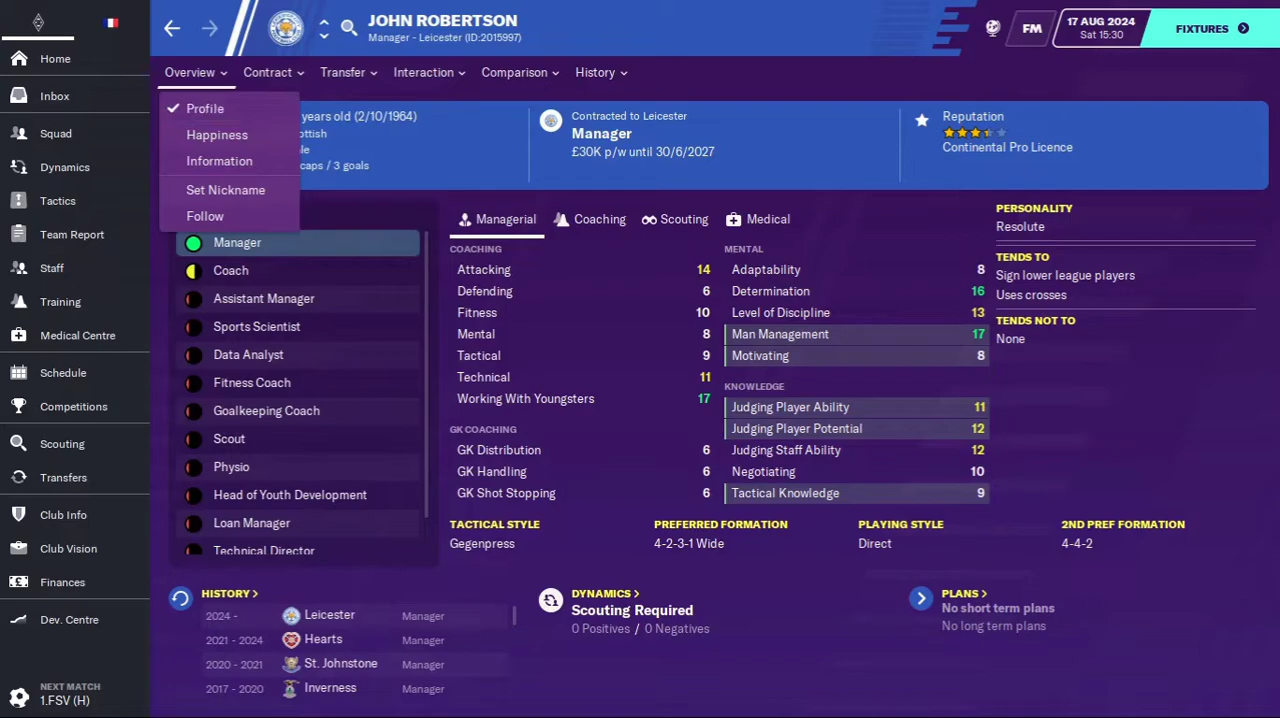 JOHN ROBERTSON
Manager - Leicester (ID:2015997)
FM
17 AUG 2024
Sat 15:30
FIXTURES
Home
Inbox
Squad
Dynamics
Tactics
Team Report
Staff
Training
Medical Centre
Schedule
Competitions
Scouting
Transfers
Club Info
Club Vision
Finances
Dev. Centre
NEXT MATCH
1.FSV (H)
Overview
Contract
Transfer
Interaction
Comparison
History
Profile
Happiness
Information
Set Nickname
Follow
years old (2/10/1964)
caps / 3 goals
Contracted to Leicester
Manager
£30K p/w until 30/6/2027
Reputation
Continental Pro Licence
Manager
Coach
Assistant Manager
Sports Scientist
Data Analyst
Fitness Coach
Goalkeeping Coach
Scout
Physio
Head of Youth Development
Loan Manager
Technical Director
Managerial
Coaching
Scouting
Medical
COACHING
Attacking 14
Defending 6
Fitness 10
Mental 8
Tactical 9
Technical 11
Working With Youngsters 17
GK COACHING
GK Distribution 6
GK Handling 6
GK Shot Stopping 6
MENTAL
Adaptability 8
Determination 16
Level of Discipline 13
Man Management 17
Motivating 8
KNOWLEDGE
Judging Player Ability 11
Judging Player Potential 12
Judging Staff Ability 12
Negotiating 10
Tactical Knowledge 9
PERSONALITY
Resolute
TENDS TO
Sign lower league players
Uses crosses
TENDS NOT TO
None
TACTICAL STYLE
Gegenpress
PREFERRED FORMATION
4-2-3-1 Wide
PLAYING STYLE
Direct
2ND PREF FORMATION
4-4-2
HISTORY >
2024 - Leicester Manager
2021 - 2024 Hearts Manager
2020 - 2021 St. Johnstone Manager
2017 - 2020 Inverness Manager
DYNAMICS >
Scouting Required
0 Positives / 0 Negatives
PLANS >
No short term plans
No long term plans